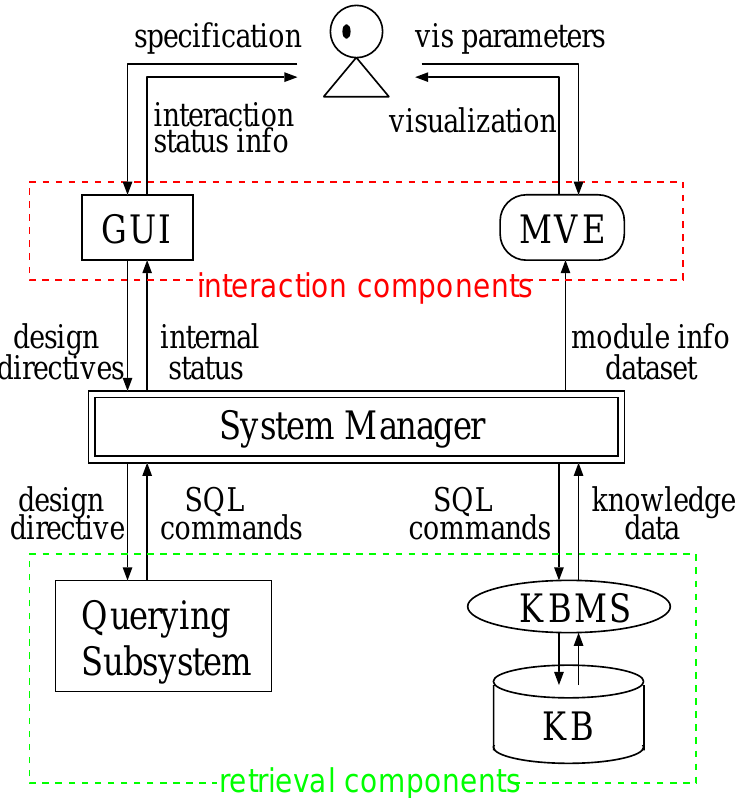 specification
vis parameters
interaction
status info
visualization
GUI
MVE
interaction components
design
directives
internal
status
module info
dataset
System Manager
design
directive
SQL
commands
SQL
commands
knowledge
data
Querying
Subsystem
KBMS
KB
retrieval components